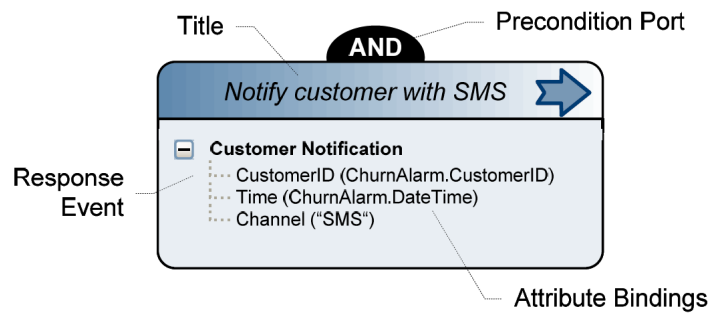 Title
Precondition Port
AND
Notify customer with SMS
Customer Notification
CustomerID (ChurnAlarm.CustomerID)
Time (ChurnAlarm.DateTime)
Channel (“SMS“)
Response
Event
Attribute Bindings